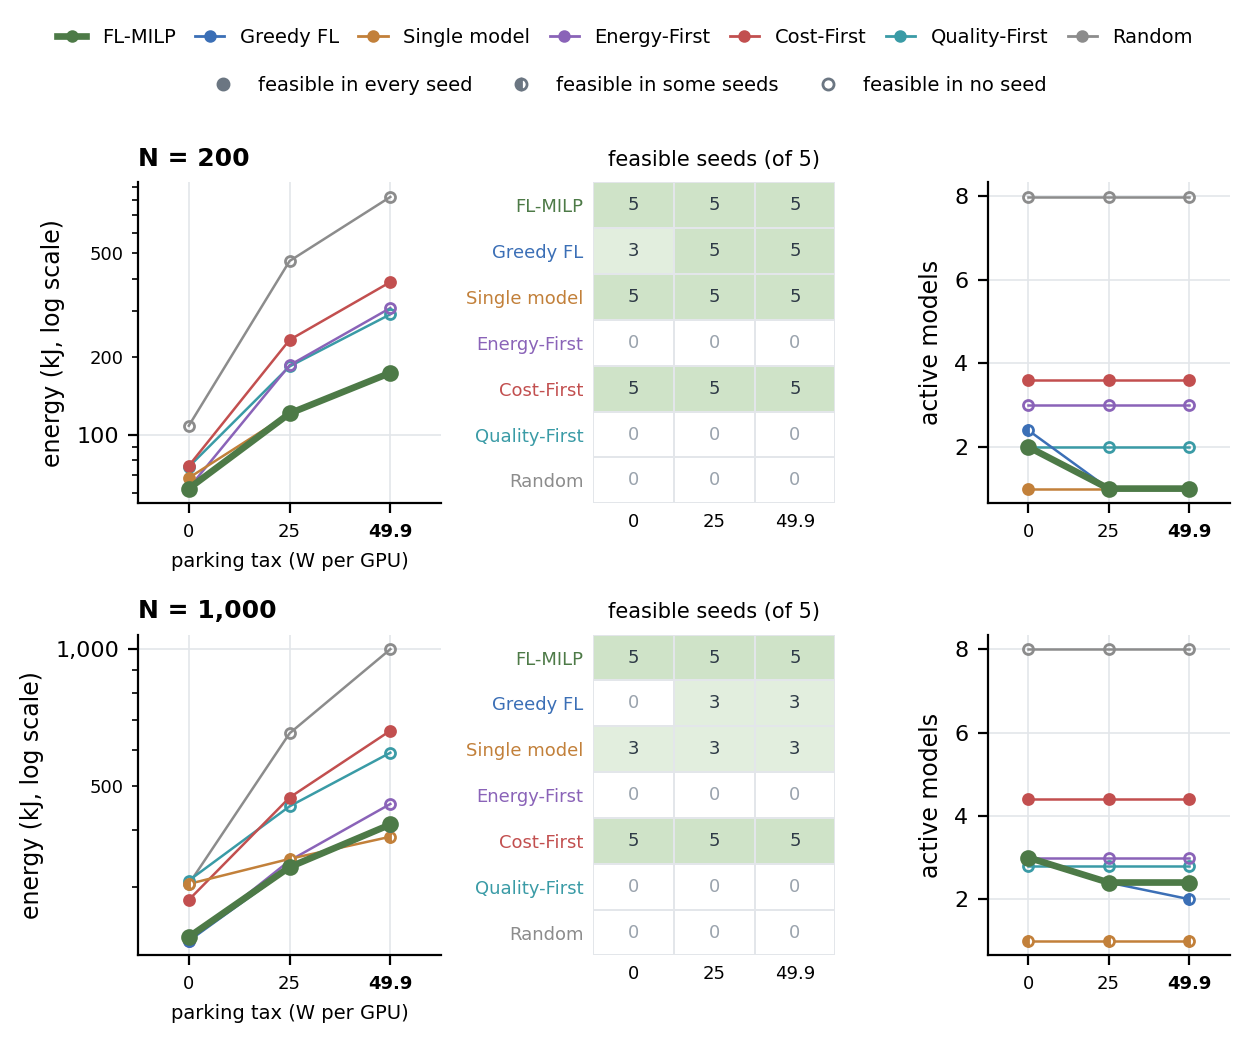 FL-MILP Greedy FL Single model Energy-First Cost-First Quality-First Random
feasible in every seed feasible in some seeds feasible in no seed
N = 200
feasible seeds (of 5)
energy (kJ, log scale)
500
200
100
0 25 49.9
parking tax (W per GPU)
FL-MILP 5 5 5
Greedy FL 3 5 5
Single model 5 5 5
Energy-First 0 0 0
Cost-First 5 5 5
Quality-First 0 0 0
Random 0 0 0
0 25 49.9
active models
8
6
4
2
0 25 49.9
N = 1,000
feasible seeds (of 5)
energy (kJ, log scale)
1,000
500
0 25 49.9
parking tax (W per GPU)
FL-MILP 5 5 5
Greedy FL 0 3 3
Single model 3 3 3
Energy-First 0 0 0
Cost-First 5 5 5
Quality-First 0 0 0
Random 0 0 0
0 25 49.9
active models
8
6
4
2
0 25 49.9